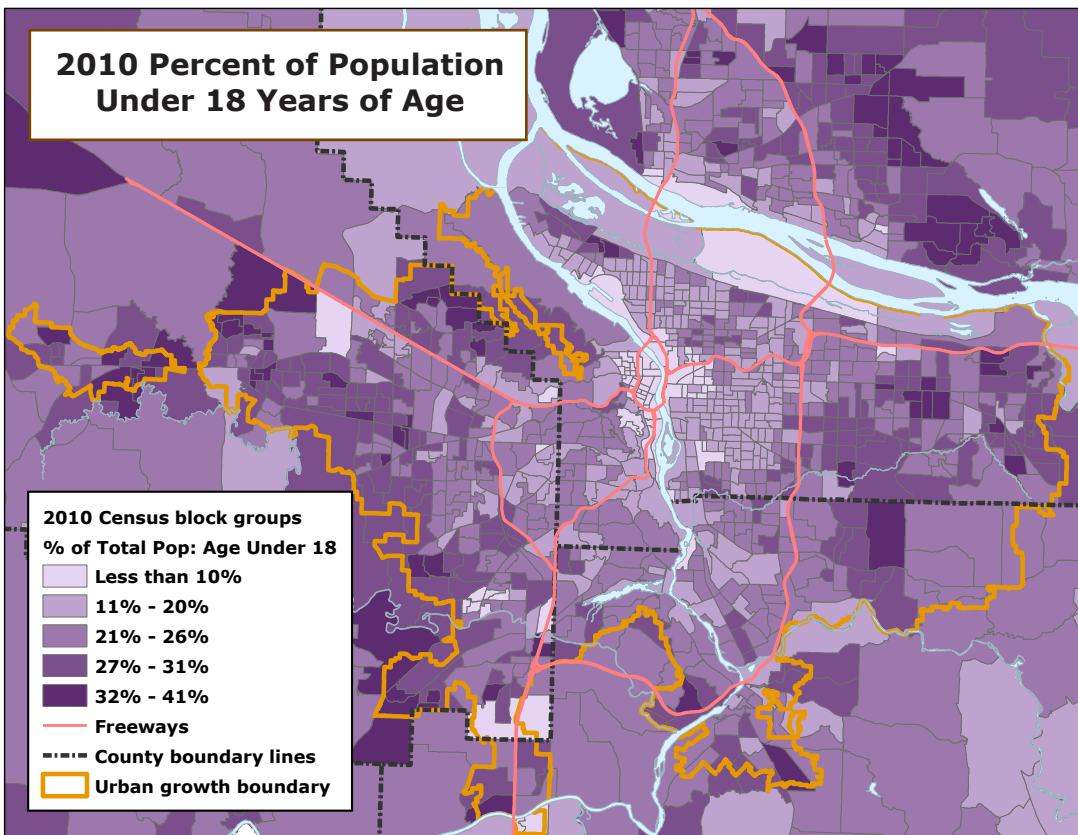 2010 Percent of Population
Under 18 Years of Age
2010 Census block groups
% of Total Pop: Age Under 18
Less than 10%
11% - 20%
21% - 26%
27% - 31%
32% - 41%
Freeways
County boundary lines
Urban growth boundary